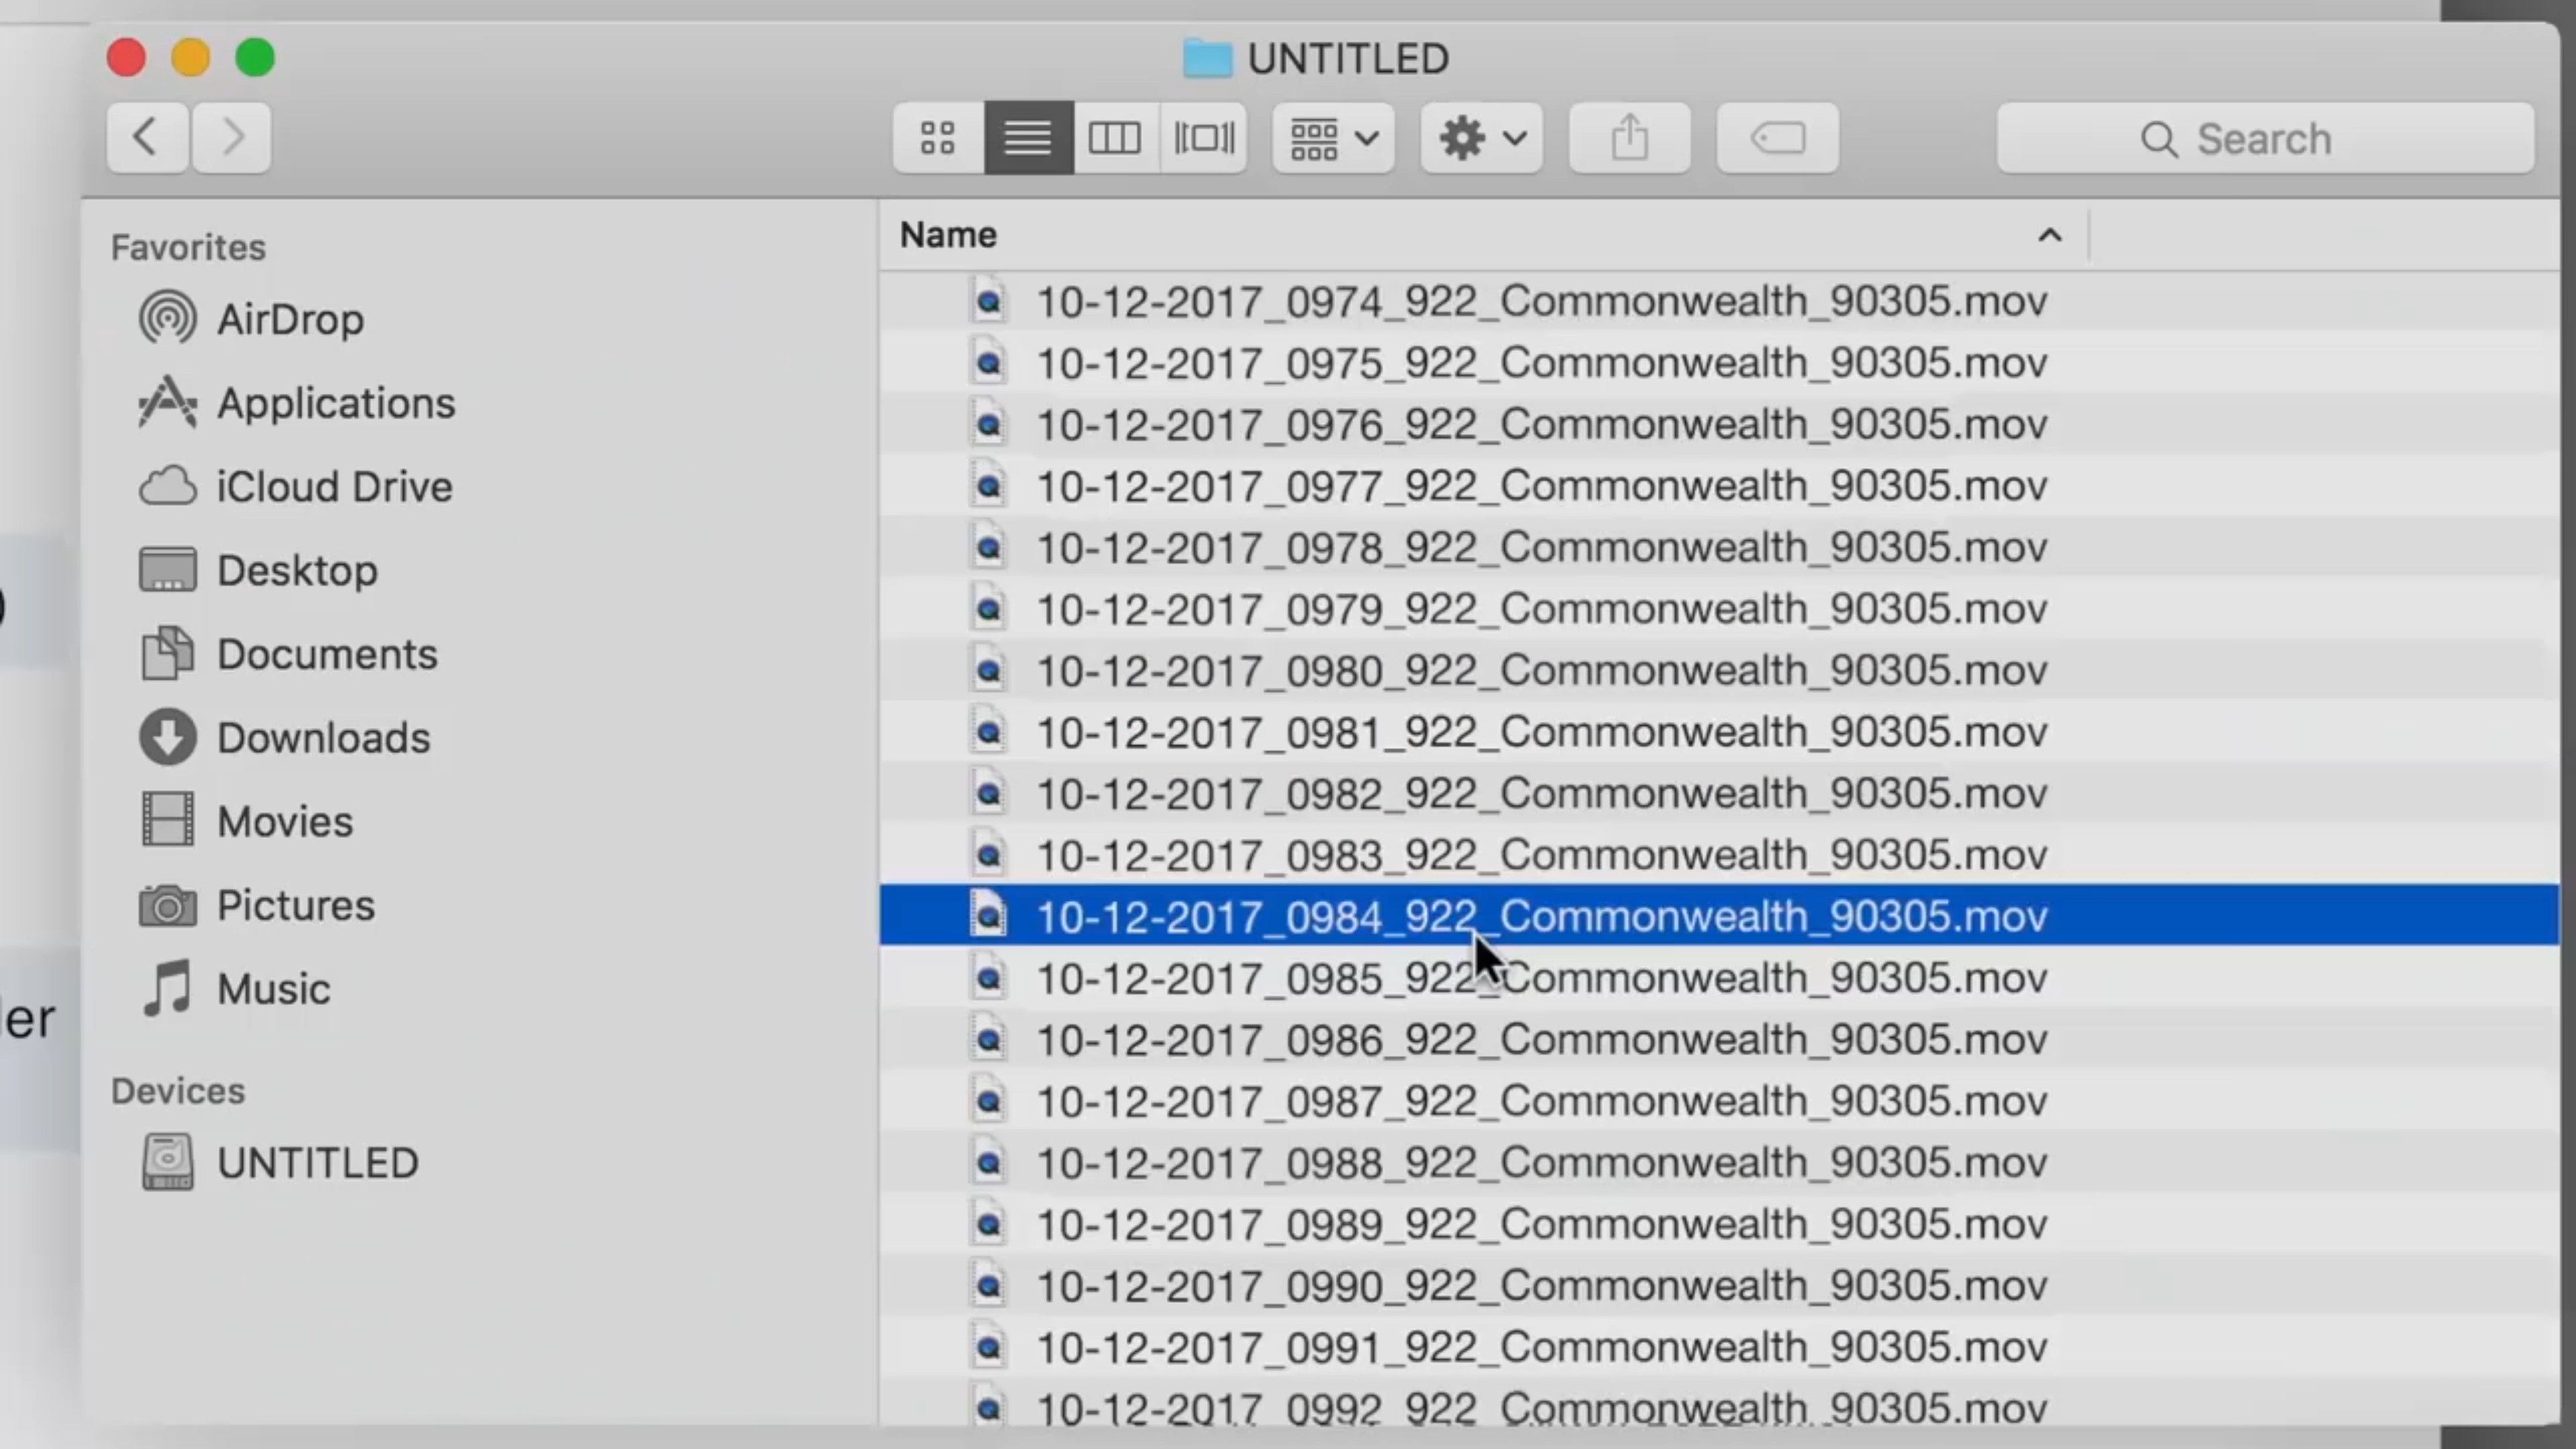 UNTITLED
Search
Favorites
AirDrop
Applications
iCloud Drive
Desktop
Documents
Downloads
Movies
Pictures
Music
Devices
UNTITLED
Name
10-12-2017_0974_922_Commonwealth_90305.mov
10-12-2017_0975_922_Commonwealth_90305.mov
10-12-2017_0976_922_Commonwealth_90305.mov
10-12-2017_0977_922_Commonwealth_90305.mov
10-12-2017_0978_922_Commonwealth_90305.mov
10-12-2017_0979_922_Commonwealth_90305.mov
10-12-2017_0980_922_Commonwealth_90305.mov
10-12-2017_0981_922_Commonwealth_90305.mov
10-12-2017_0982_922_Commonwealth_90305.mov
10-12-2017_0983_922_Commonwealth_90305.mov
10-12-2017_0984_922_Commonwealth_90305.mov
10-12-2017_0985_922_Commonwealth_90305.mov
10-12-2017_0986_922_Commonwealth_90305.mov
10-12-2017_0987_922_Commonwealth_90305.mov
10-12-2017_0988_922_Commonwealth_90305.mov
10-12-2017_0989_922_Commonwealth_90305.mov
10-12-2017_0990_922_Commonwealth_90305.mov
10-12-2017_0991_922_Commonwealth_90305.mov
10-12-2017_0992_922_Commonwealth_90305.mov